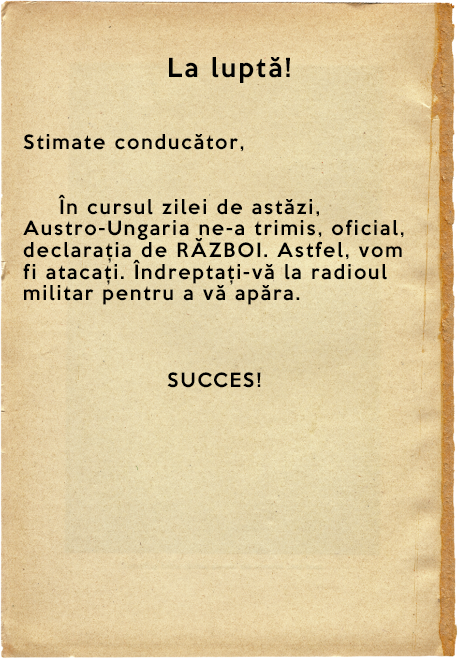 La luptă!
Stimate conducător,
În cursul zilei de astăzi,
Austro-Ungaria ne-a trimis, oficial,
declarația de RĂZBOI. Astfel, vom
fi atacați. Îndreptați-vă la radioul
militar pentru a vă apăra.
SUCCES!